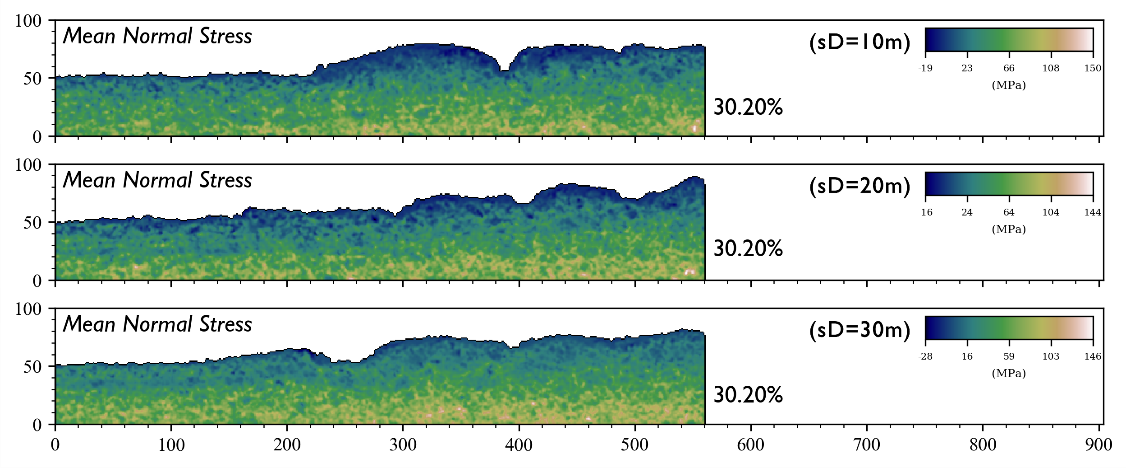 100
Mean Normal Stress
(sD=10m)
-19 23 66 108 150
50
(MPa)
30.20%
0
100
Mean Normal Stress
(sD=20m)
16 24 64 104 144
50
(MPa)
30.20%
0
100
Mean Normal Stress
(sD=30m)
28 16 59 103 146
50
(MPa)
30.20%
0
0 100 200 300 400 500 600 700 800 900